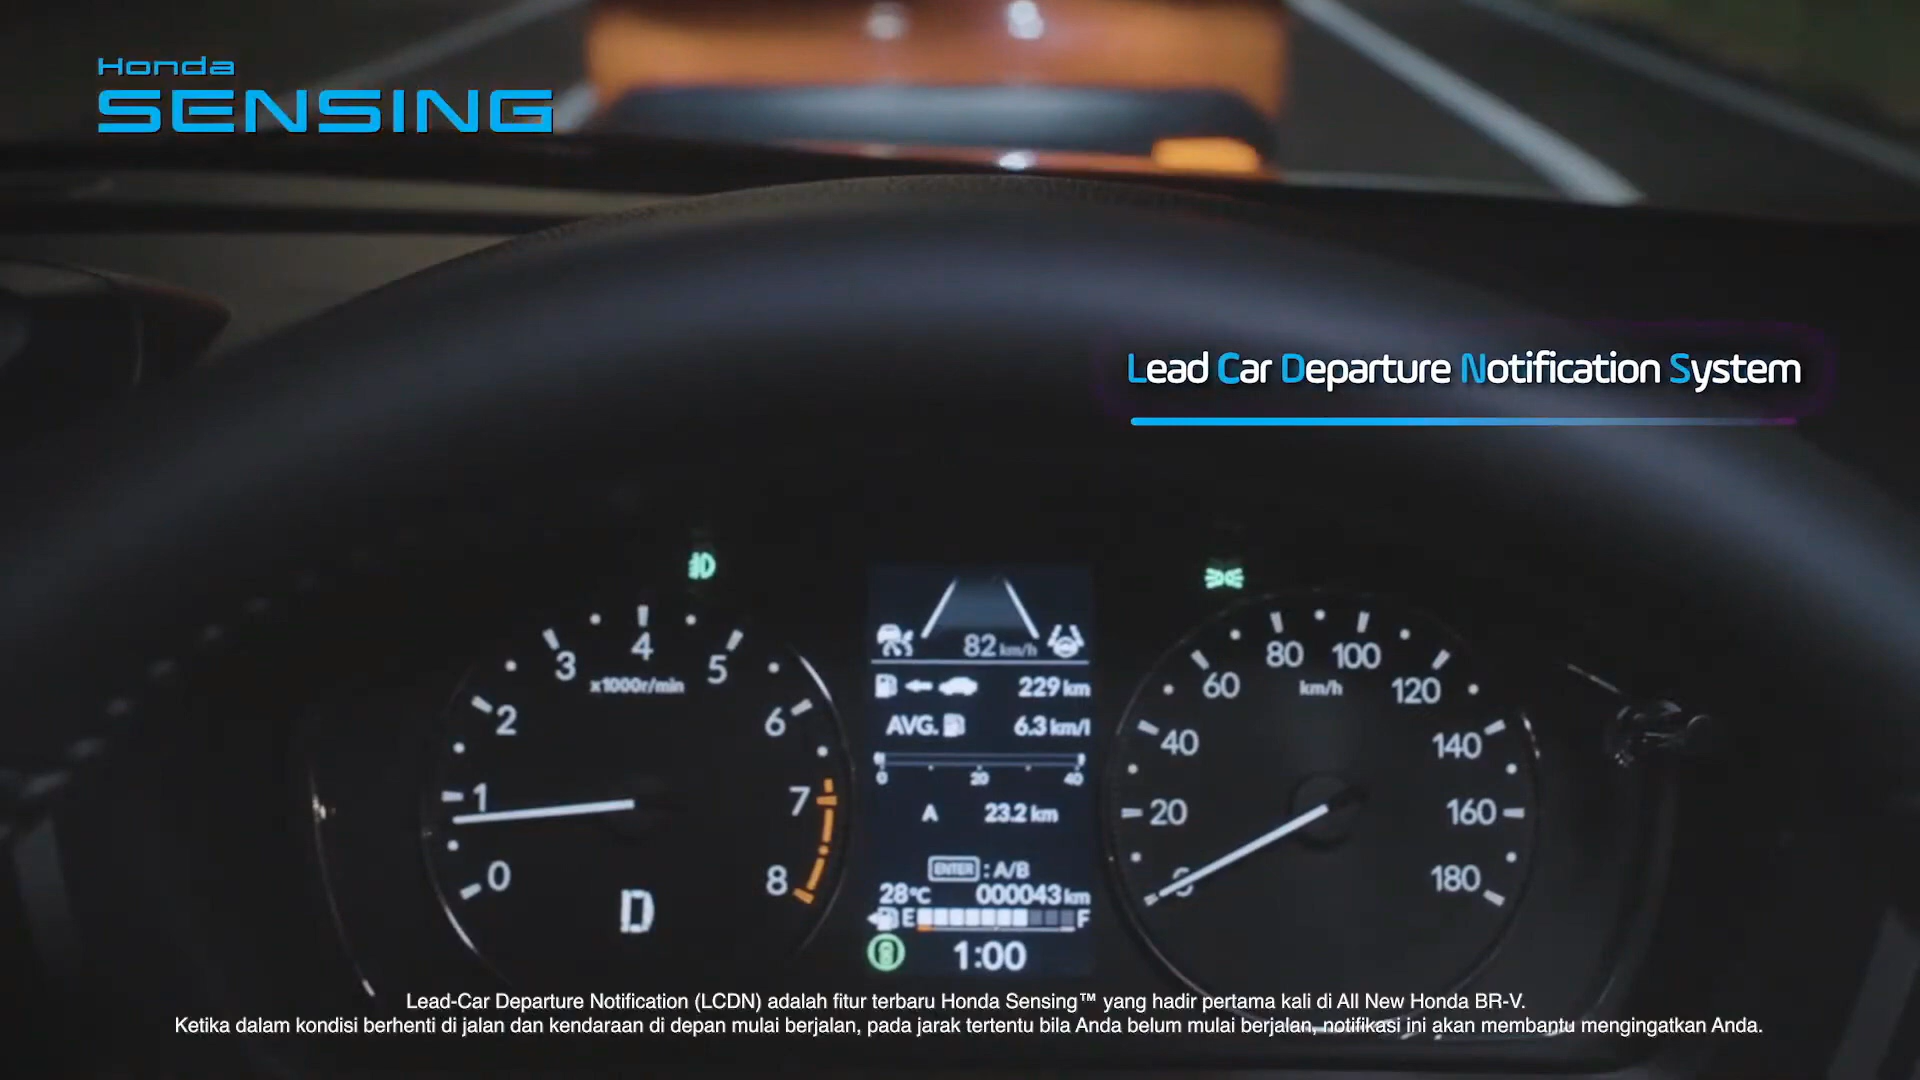 Honda
SENSING
Lead Car Departure Notification System
0 1 2 3 4 5 6 7 8
x1000r/min
D
82 km/h
229 km
AVG. 6.3 km/l
0 20 40
A 23.2 km
ENTER : A/B
28°C 000043 km
E F
1:00
20 40 60 80 100 120 140 160 180
km/h
Lead-Car Departure Notification (LCDN) adalah fitur terbaru Honda Sensing™ yang hadir pertama kali di All New Honda BR-V.
Ketika dalam kondisi berhenti di jalan dan kendaraan di depan mulai berjalan, pada jarak tertentu bila Anda belum mulai berjalan, notifikasi ini akan membantu mengingatkan Anda.